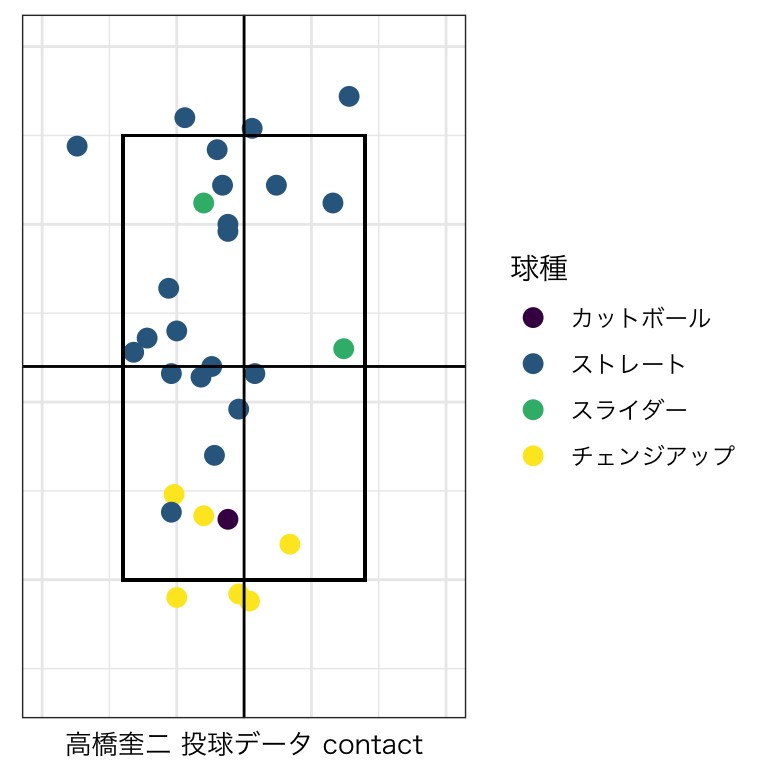 球種
カットボール
ストレート
スライダー
チェンジアップ
高橋奎二 投球データ contact